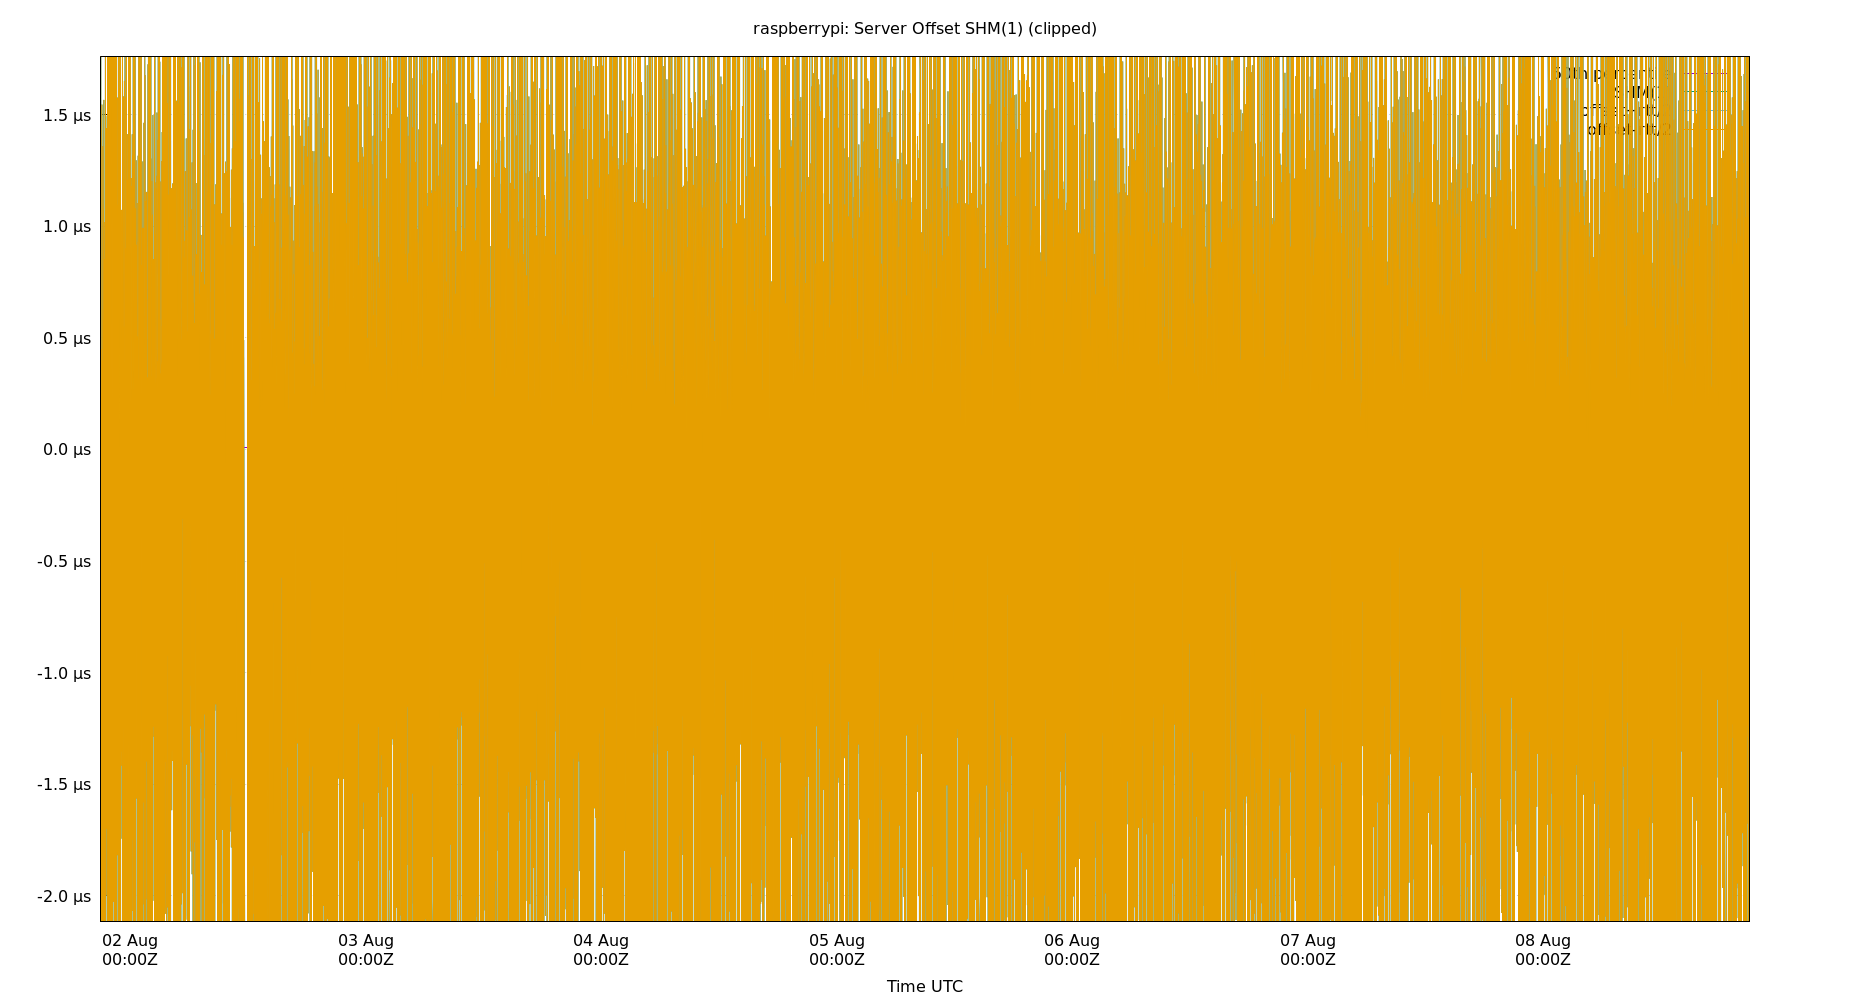 raspberrypi: Server Offset SHM(1) (clipped)
1.5 µs
1.0 µs
0.5 µs
0.0 µs
-0.5 µs
-1.0 µs
-1.5 µs
-2.0 µs
02 Aug 03 Aug 04 Aug 05 Aug 06 Aug 07 Aug 08 Aug
00:00Z 00:00Z 00:00Z 00:00Z 00:00Z 00:00Z 00:00Z
Time UTC